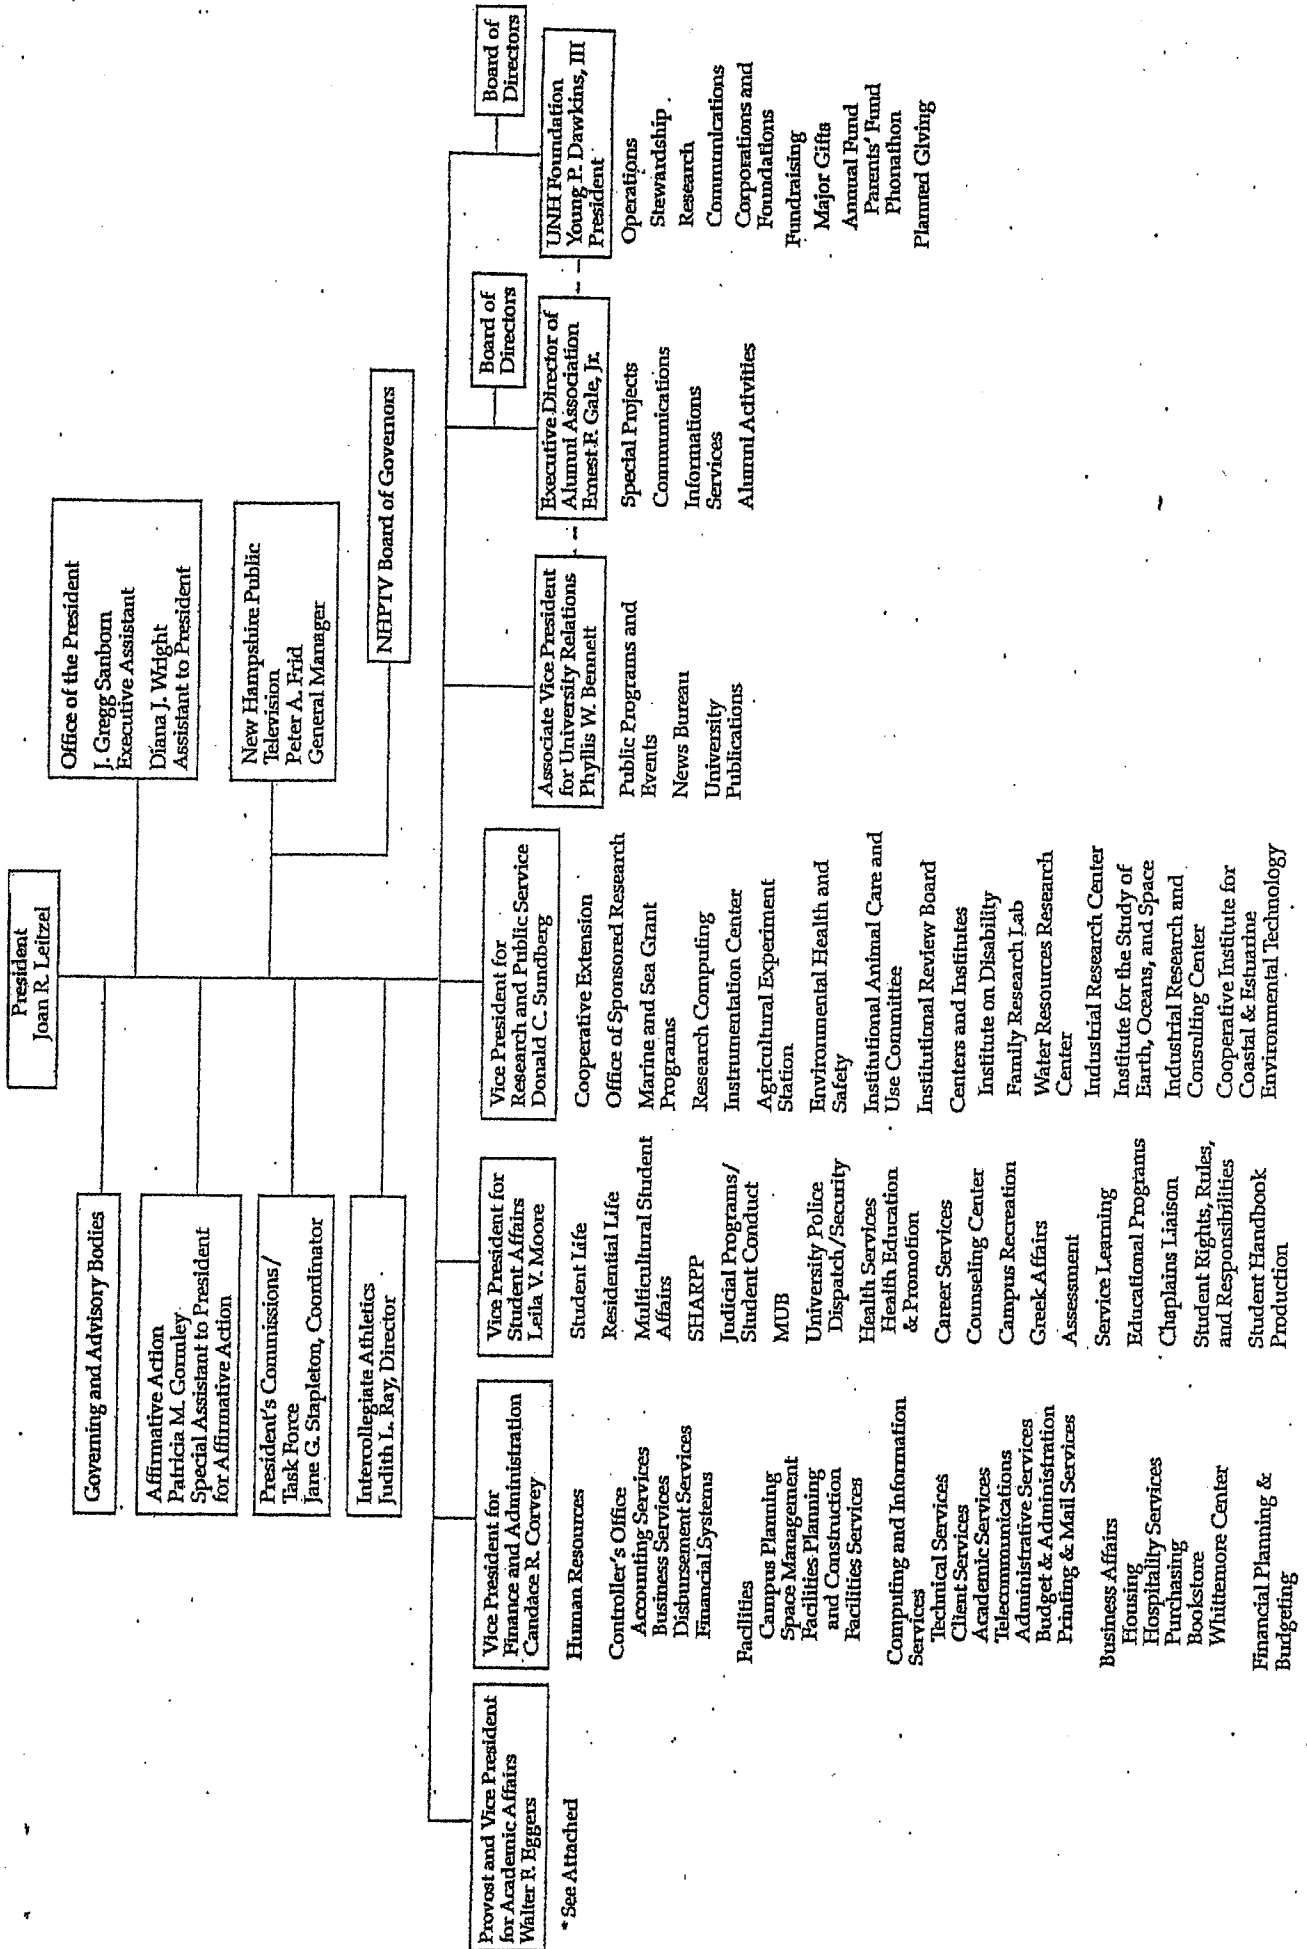 President
Joan R. Leitzel
Governing and Advisory Bodies
Affirmative Action
Patricia M. Gormley
Special Assistant to President
for Affirmative Action
President's Commissions/
Task Force
Jane G. Stapleton, Coordinator
Intercollegiate Athletics
Judith L. Ray, Director
Office of the President
J. Gregg Sanborn
Executive Assistant
Diana J. Wright
Assistant to President
New Hampshire Public
Television
Peter A. Frid
General Manager
NHPTV Board of Governors
Provost and Vice President
for Academic Affairs
Walter F. Eggers
* See Attached
Vice President for
Finance and Administration
Candace R. Corvey
Human Resources
Controller's Office
Accounting Services
Business Services
Disbursement Services
Financial Systems
Facilities
Campus Planning
Space Management
Facilities Planning
and Construction
Facilities Services
Computing and Information
Services
Technical Services
Client Services
Academic Services
Telecommunications
Administrative Services
Budget & Administration
Printing & Mail Services
Business Affairs
Housing
Hospitality Services
Purchasing
Bookstore
Whittemore Center
Financial Planning &
Budgeting
Vice President for
Student Affairs
Leila V. Moore
Student Life
Residential Life
Multicultural Student
Affairs
SHARPP
Judicial Programs/
Student Conduct
MUB
University Police
Dispatch/Security
Health Services
Health Education
& Promotion
Career Services
Counseling Center
Campus Recreation
Greek Affairs
Assessment
Service Learning
Educational Programs
Chaplains Liaison
Student Rights, Rules,
and Responsibilities
Student Handbook
Production
Vice President for
Research and Public Service
Donald C. Sundberg
Cooperative Extension
Office of Sponsored Research
Marine and Sea Grant
Programs
Research Computing
Instrumentation Center
Agricultural Experiment
Station
Environmental Health and
Safety
Institutional Animal Care and
Use Committee
Institutional Review Board
Centers and Institutes
Institute on Disability
Family Research Lab
Water Resources Research
Center
Industrial Research Center
Institute for the Study of
Earth, Oceans, and Space
Industrial Research and
Consulting Center
Cooperative Institute for
Coastal & Estuarine
Environmental Technology
Associate Vice President
for University Relations
Phyllis W. Bennett
Public Programs and
Events
News Bureau
University
Publications
Board of
Directors
Executive Director of
Alumni Association
Ernest F. Gale, Jr.
Special Projects
Communications
Informations
Services
Alumni Activities
Board of
Directors
UNH Foundation
Young P. Dawkins, III
President
Operations
Stewardship
Research
Communications
Corporations and
Foundations
Fundraising
Major Gifts
Annual Fund
Parents' Fund
Phonathon
Planned Giving